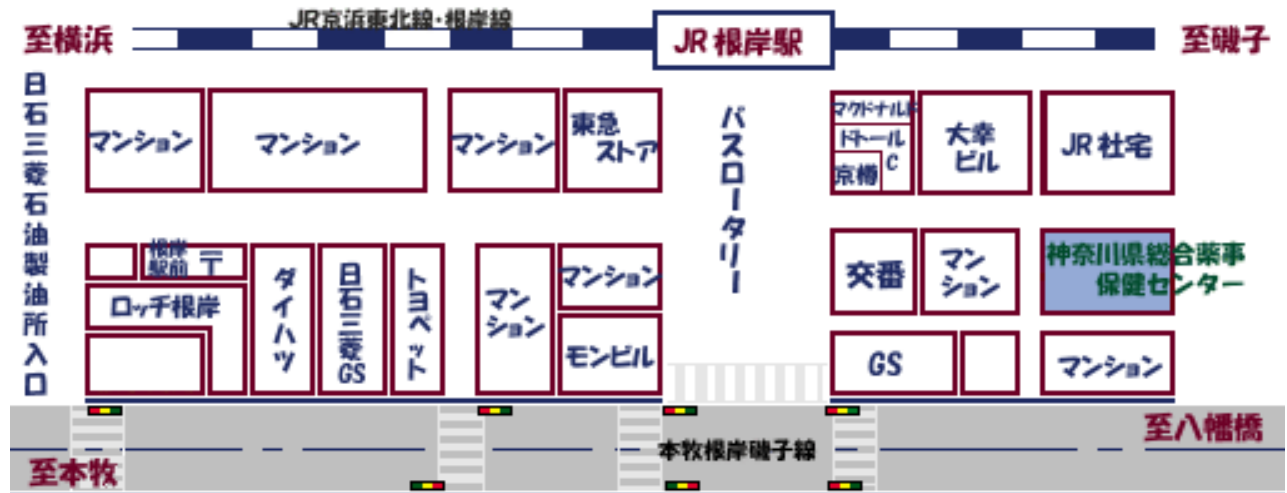 JR京浜東北線・根岸線
至横浜
JR 根岸駅
至磯子
日石三菱石油製油所入口
マンション
マンション
マンション
東急
ストア
バスロータリー
マクドナルド
ドトール
C
京樽
大幸
ビル
JR 社宅
根岸
駅前 〒
ロッヂ根岸
ダイハツ
日石三菱GS
トヨペット
マン
ション
マンション
モンビル
交番
マン
ション
神奈川県総合薬事
保健センター
GS
マンション
本牧根岸磯子線
至八幡橋
至本牧